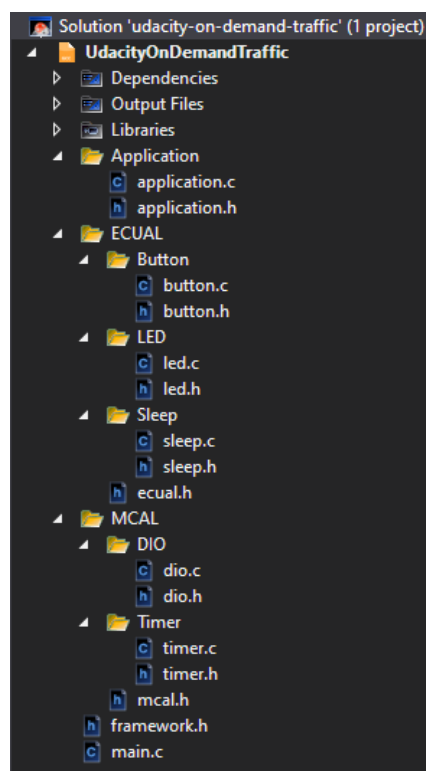 Solution 'udacity-on-demand-traffic' (1 project)
UdacityOnDemandTraffic
Dependencies
Output Files
Libraries
Application
c application.c
h application.h
ECUAL
Button
c button.c
h button.h
LED
c led.c
h led.h
Sleep
c sleep.c
h sleep.h
h ecual.h
MCAL
DIO
c dio.c
h dio.h
Timer
c timer.c
h timer.h
h mcal.h
h framework.h
c main.c